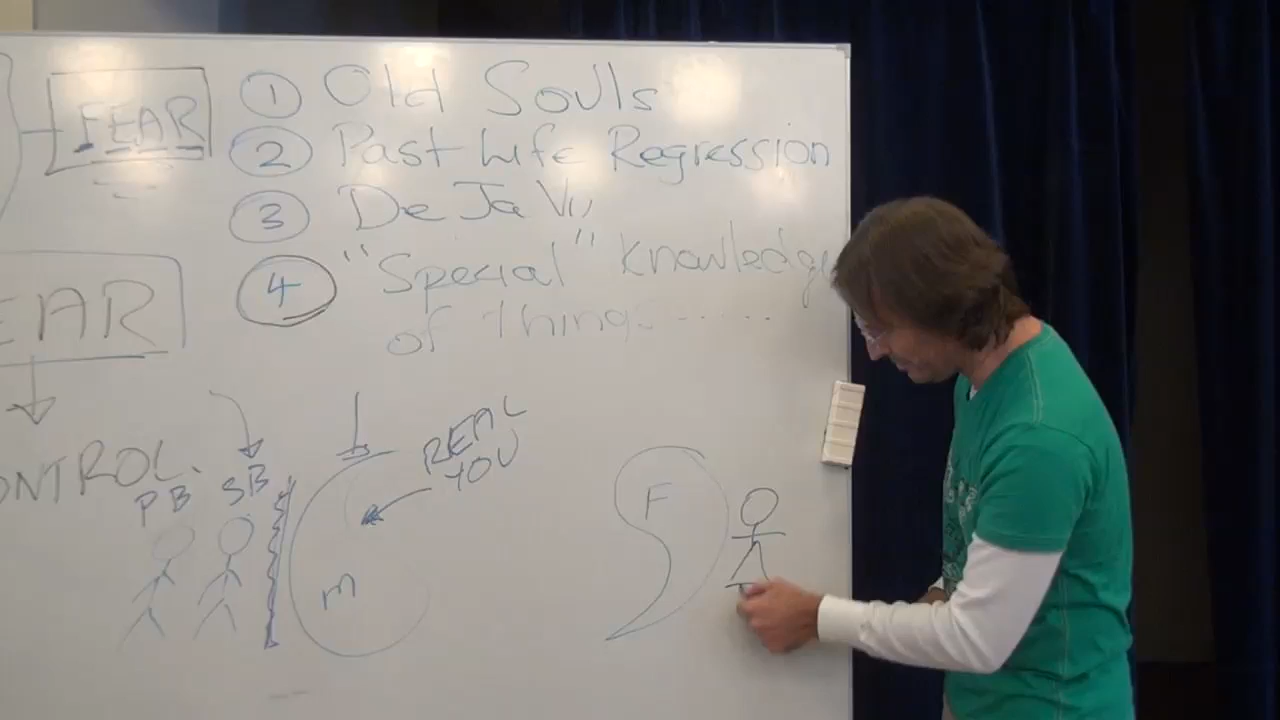 FEAR
① Old Souls
② Past Life Regression
③ De Ja Vu
④ "Special" knowledge
of things.......
EAR
ONTROL.
PB
SB
REAL
YOU
M
F